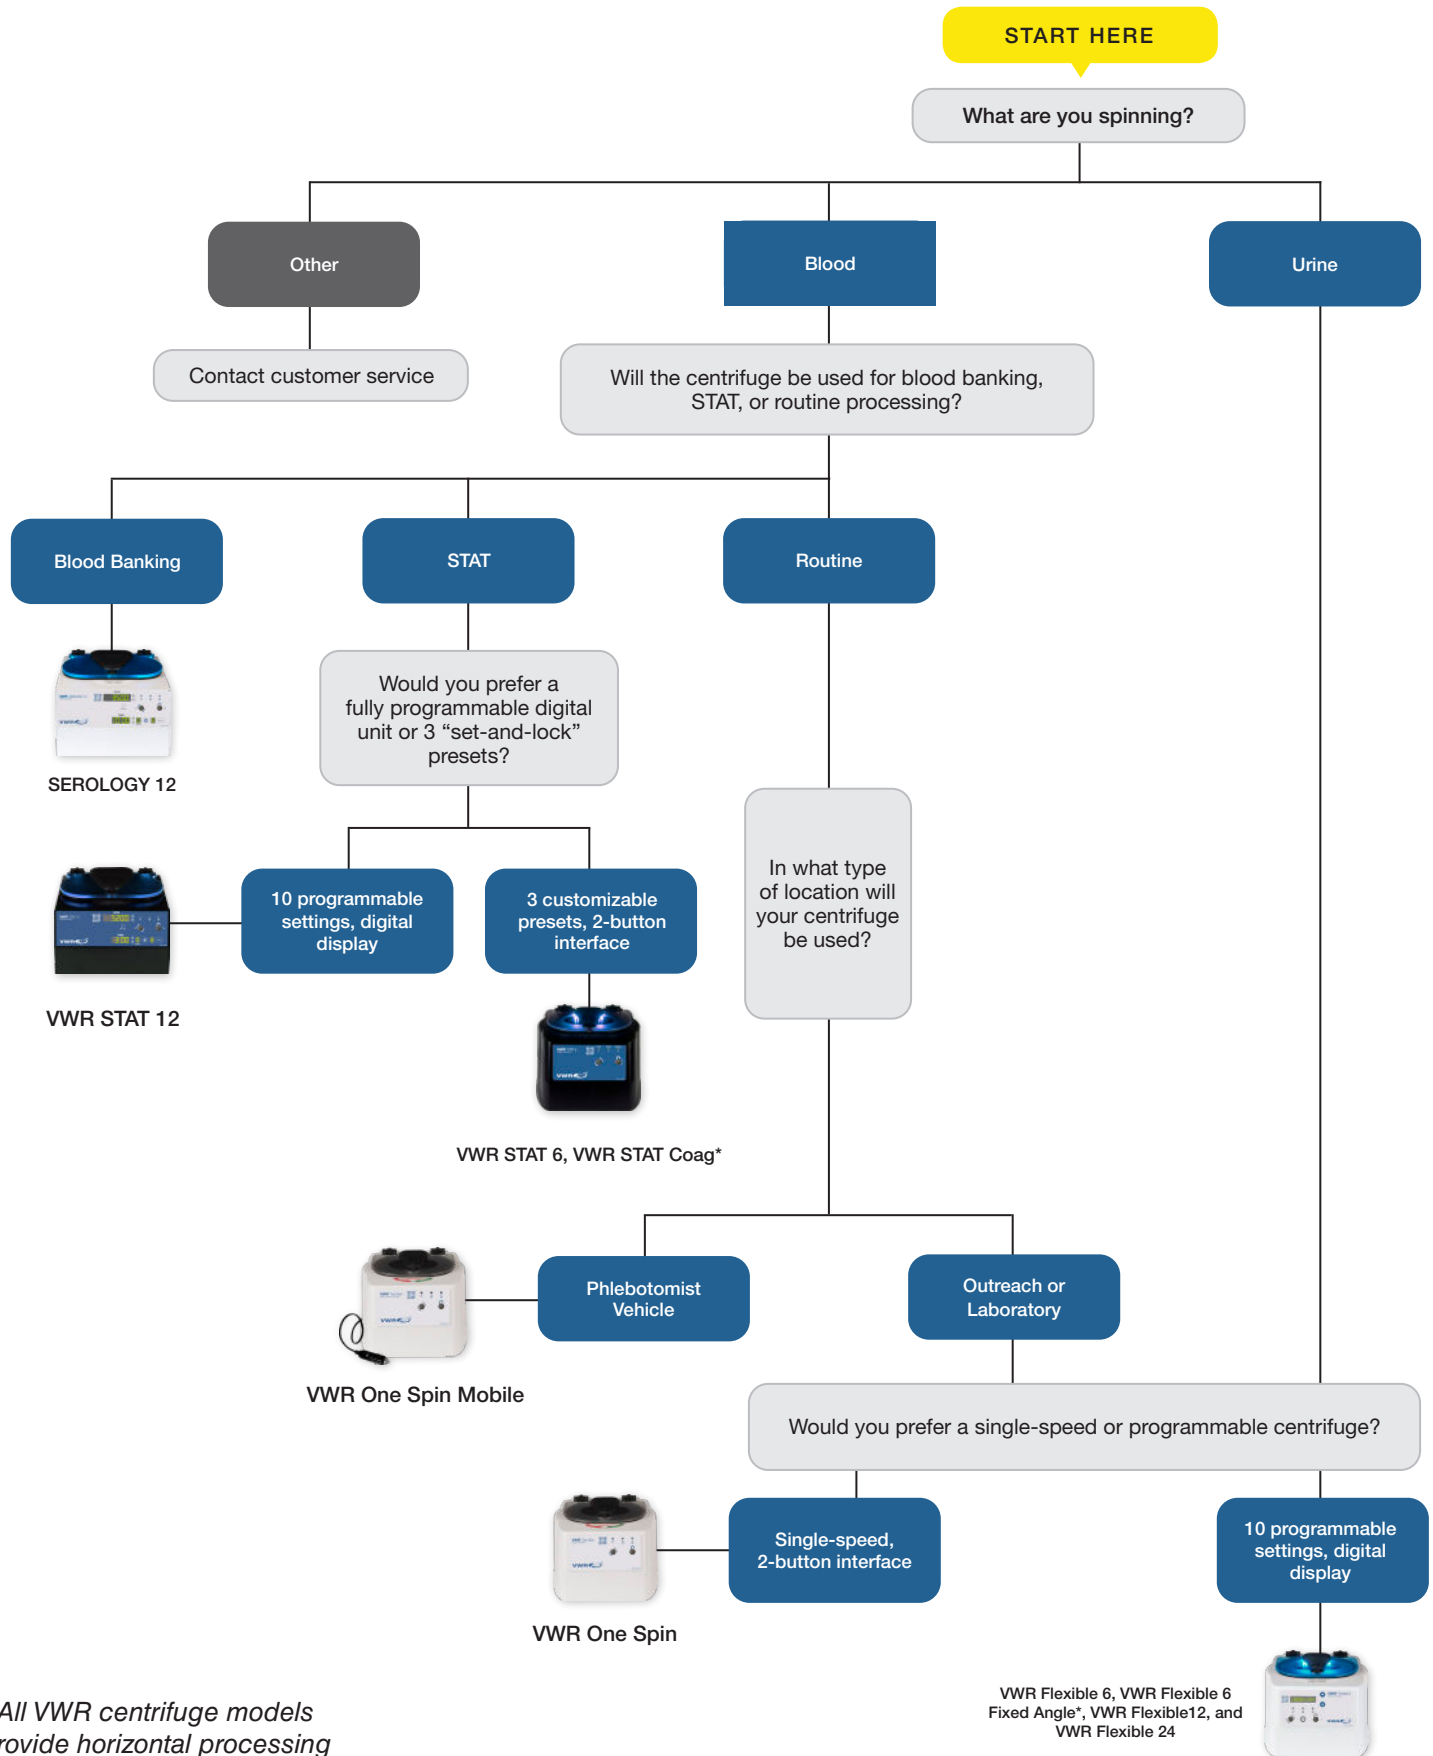 START HERE
What are you spinning?
Other
Blood
Urine
Contact customer service
Will the centrifuge be used for blood banking,
STAT, or routine processing?
Blood Banking
STAT
Routine
Would you prefer a
fully programmable digital
unit or 3 “set-and-lock”
presets?
SEROLOGY 12
In what type
of location will
your centrifuge
be used?
10 programmable
settings, digital
display
3 customizable
presets, 2-button
interface
VWR STAT 12
VWR STAT 6, VWR STAT Coag*
Phlebotomist
Vehicle
Outreach or
Laboratory
VWR One Spin Mobile
Would you prefer a single-speed or programmable centrifuge?
Single-speed,
2-button interface
10 programmable
settings, digital
display
VWR One Spin
VWR Flexible 6, VWR Flexible 6
Fixed Angle*, VWR Flexible12, and
VWR Flexible 24
All VWR centrifuge models
rovide horizontal processing